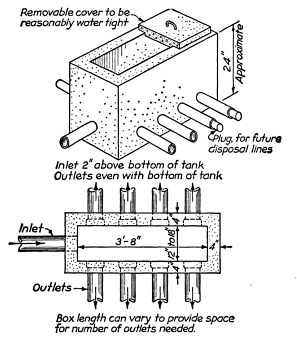 Removable cover to be
reasonably water tight
24"
Approximate
Plug, for future
disposal lines
Inlet 2" above bottom of tank
Outlets even with bottom of tank
Inlet
4"
3'-8"
12" to 18"
4"
4"
Outlets
Box length can vary to provide space
for number of outlets needed.